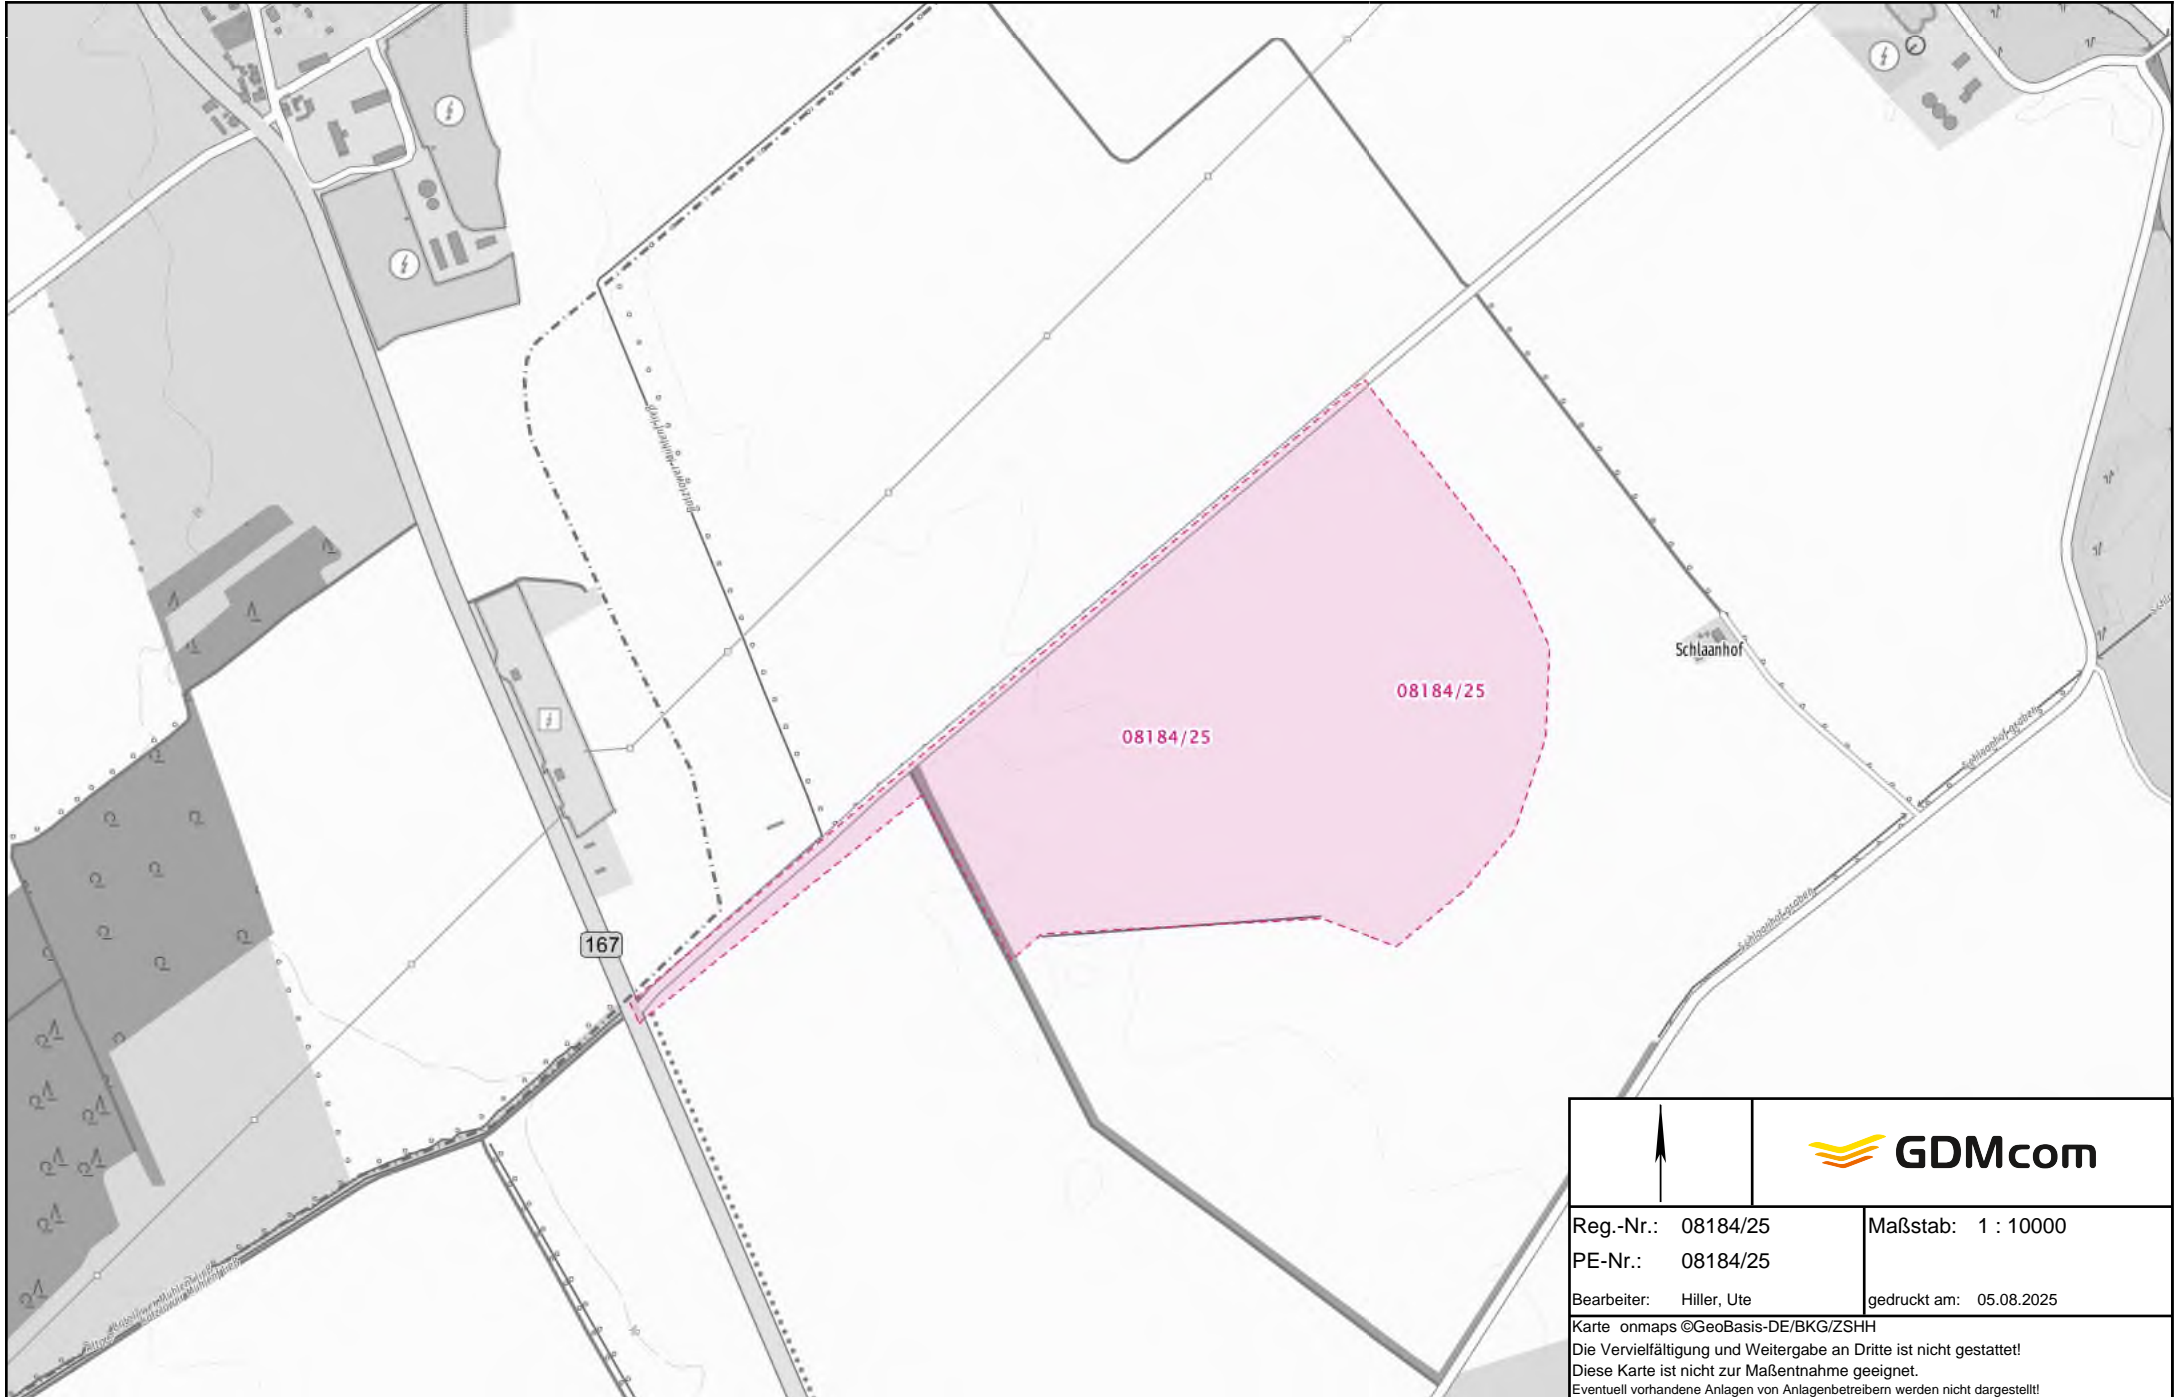 Schlaanhof
08184/25
08184/25
167
Schlaanhofgraben
Schlaanhofgraben
GDMcom
Reg.-Nr.: 08184/25
Maßstab: 1 : 10000
PE-Nr.: 08184/25
Bearbeiter: Hiller, Ute
gedruckt am: 05.08.2025
Karte onmaps ©GeoBasis-DE/BKG/ZSHH
Die Vervielfältigung und Weitergabe an Dritte ist nicht gestattet!
Diese Karte ist nicht zur Maßentnahme geeignet.
Eventuell vorhandene Anlagen von Anlagenbetreibern werden nicht dargestellt!